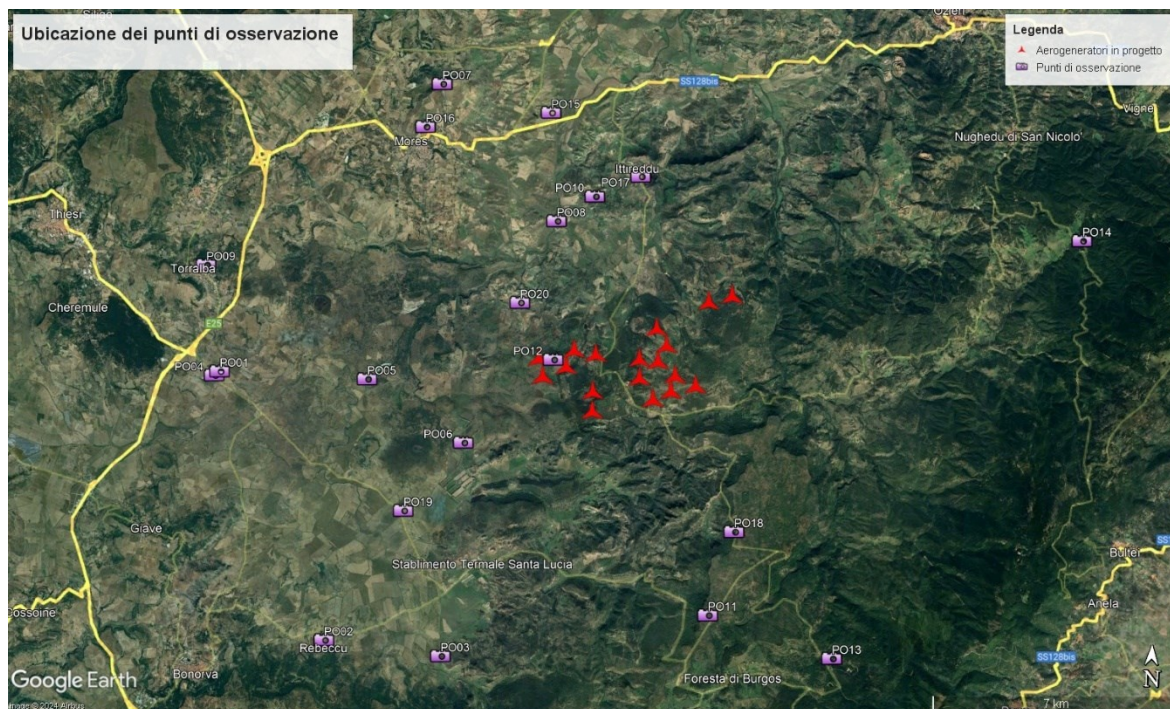 Ubicazione dei punti di osservazione
Legenda
Aerogeneratori in progetto
Punti di osservazione
Ozieri
SS128bis
Vigne
PO07
PO15
PO16
Mores
Nughedu di San Nicolo'
Ittireddu
PO10
PO17
PO08
Thiesi
PO14
PO09
Torralba
Cheremule
PO20
E25
PO12
PO04
PO01
PO05
PO06
PO19
PO18
Giave
Stablimento Termale Santa Lucia
Bultei
Anela
PO11
PO02
Rebeccu
PO03
PO13
SS128bis
Bonorva
Foresta di Burgos
Google Earth
Image © 2024 Airbus
N
7 km